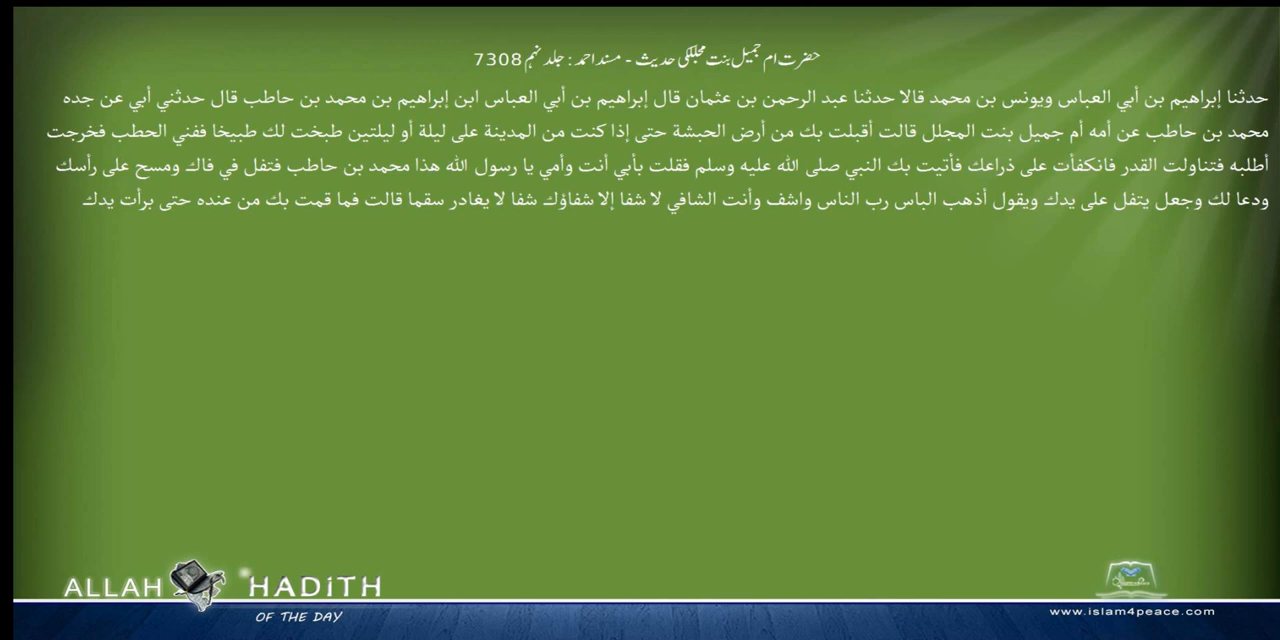 حضرت ام جمیل بنت مجللکی حدیث - مسند احمد : جلد نہم 7308
حدثنا إبراهيم بن أبي العباس ويونس بن محمد قالا حدثنا عبد الرحمن بن عثمان قال إبراهيم بن أبي العباس ابن إبراهيم بن محمد بن حاطب قال حدثني أبي عن جده
محمد بن حاطب عن أمه أم جميل بنت المجلل قالت أقبلت بك من أرض الحبشة حتى إذا كنت من المدينة على ليلة أو ليلتين طبخت لك طبيخا ففني الحطب فخرجت
أطلبه فتناولت القدر فانكفأت على ذراعك فأتيت بك النبي صلى الله عليه وسلم فقلت بأبي أنت وأمي يا رسول الله هذا محمد بن حاطب فتفل في فاك ومسح على رأسك
ودعا لك وجعل يتفل على يدك ويقول أذهب الباس رب الناس واشف وأنت الشافي لا شفا إلا شفاؤك شفا لا يغادر سقما قالت فما قمت بك من عنده حتى برأت يدك
ALLAH HADITH
OF THE DAY
www.islam4peace.com